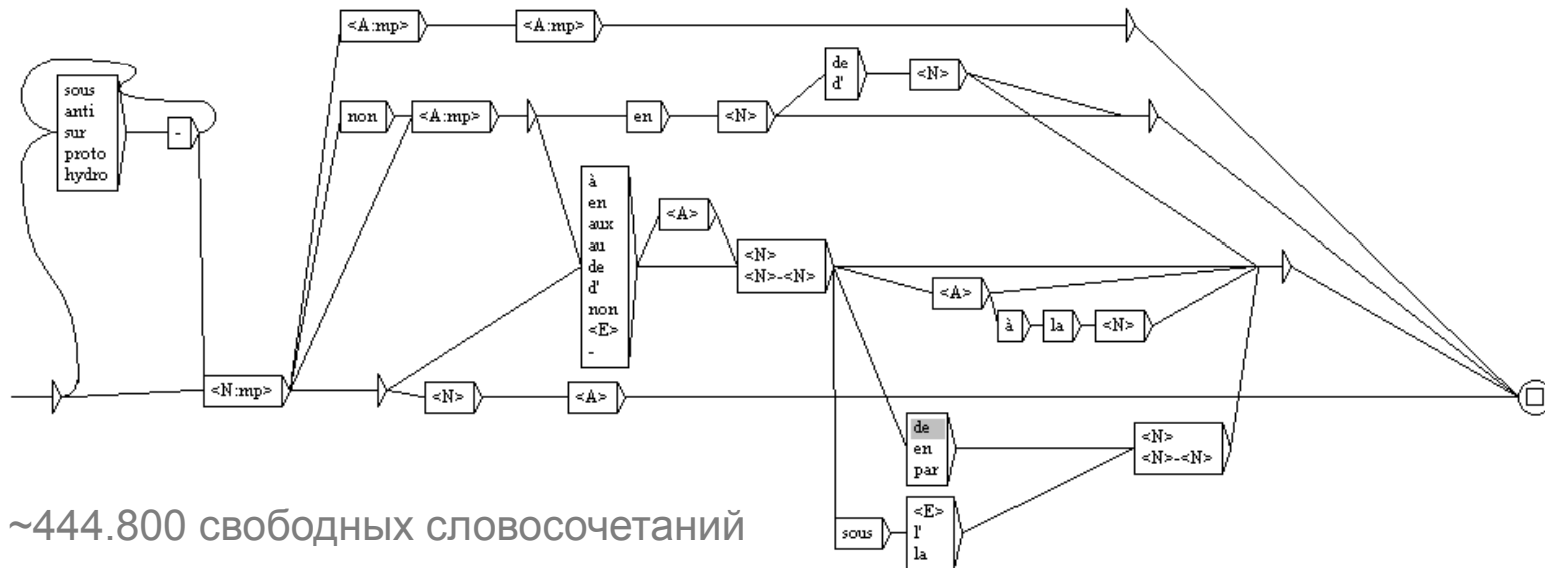 <A:mp> <A:mp>
sous
anti
sur
proto
hydro
-
non <A:mp> en <N>
de
d'
<N>
à
en
aux
au
de
d'
non
<E>
-
<A>
<N>
<N>-<N>
<A>
à la <N>
<N:mp> <N> <A>
de
en
par
<N>
<N>-<N>
sous
<E>
l'
la
~444.800 свободных словосочетаний